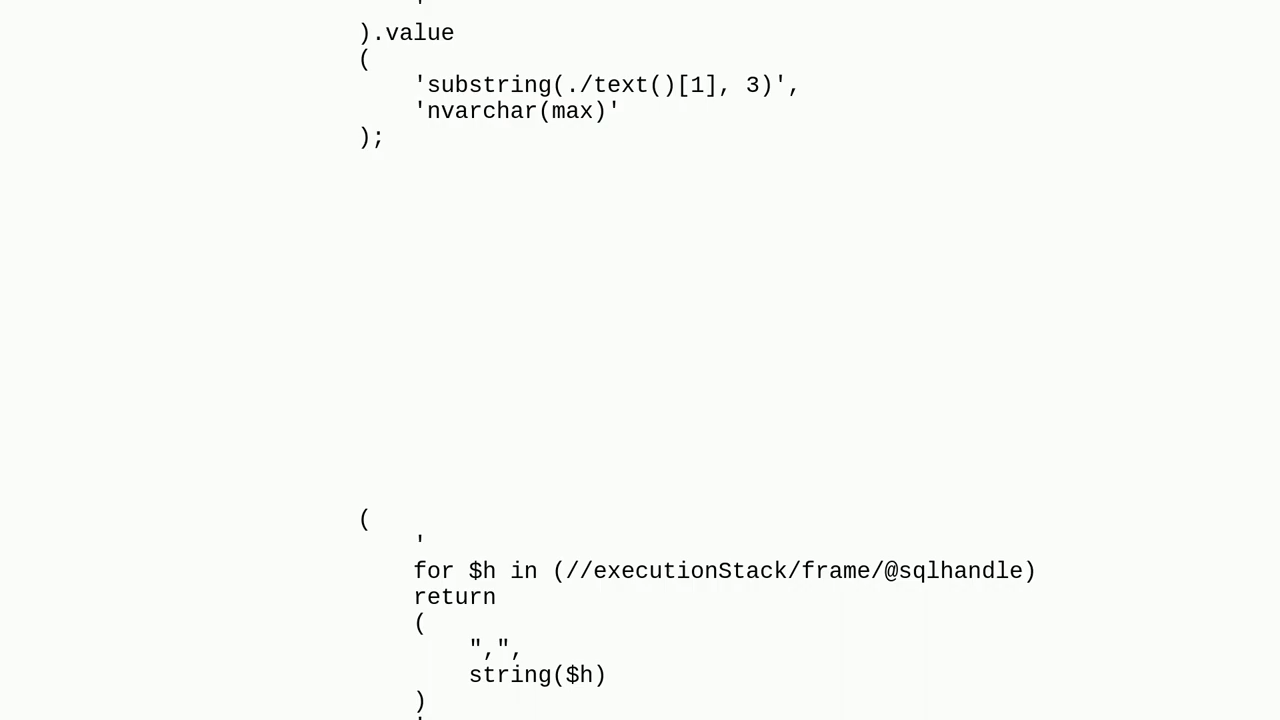 '
).value
(
    'substring(./text()[1], 3)',
    'nvarchar(max)'
);
(
    '
    for $h in (//executionStack/frame/@sqlhandle)
    return
    (
        ",",
        string($h)
    )
    '